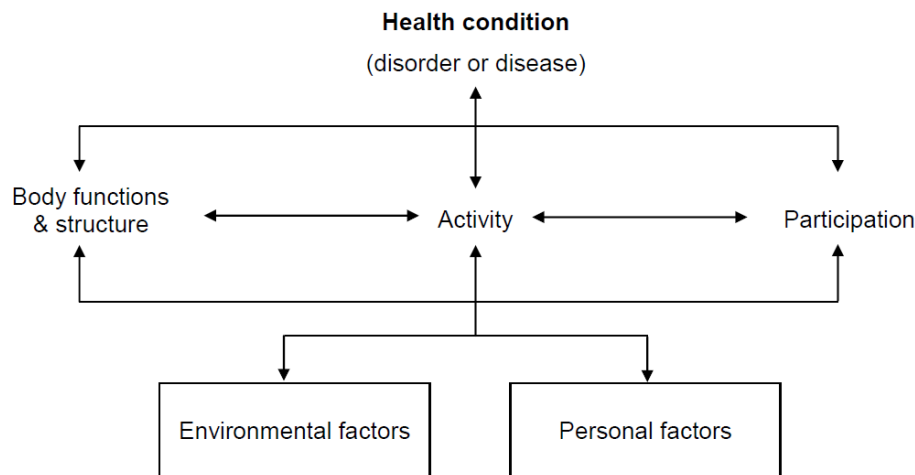 Health condition
(disorder or disease)
Body functions
& structure
Activity
Participation
Environmental factors
Personal factors